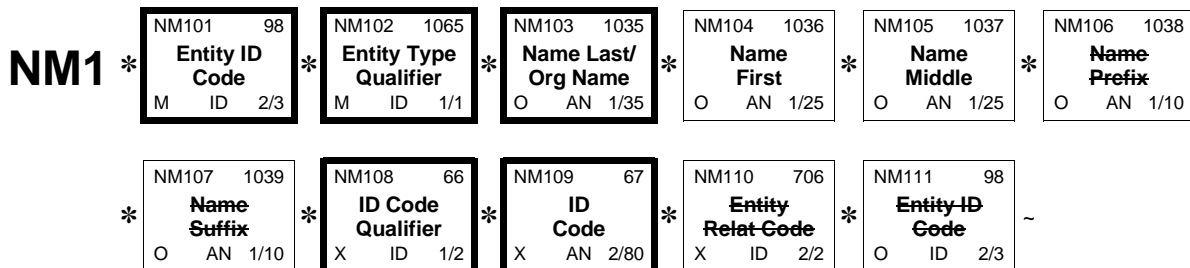 NM101 98 NM102 1065 NM103 1035 NM104 1036 NM105 1037 NM106 1038
NM1 * Entity ID * Entity Type * Name Last/ * Name * Name * Name
Code Qualifier Org Name First Middle Prefix
M ID 2/3 M ID 1/1 O AN 1/35 O AN 1/25 O AN 1/25 O AN 1/10
NM107 1039 NM108 66 NM109 67 NM110 706 NM111 98
* Name * ID Code * ID * Entity * Entity ID ~
Suffix Qualifier Code Relat Code Code
O AN 1/10 X ID 1/2 X AN 2/80 X ID 2/2 O ID 2/3